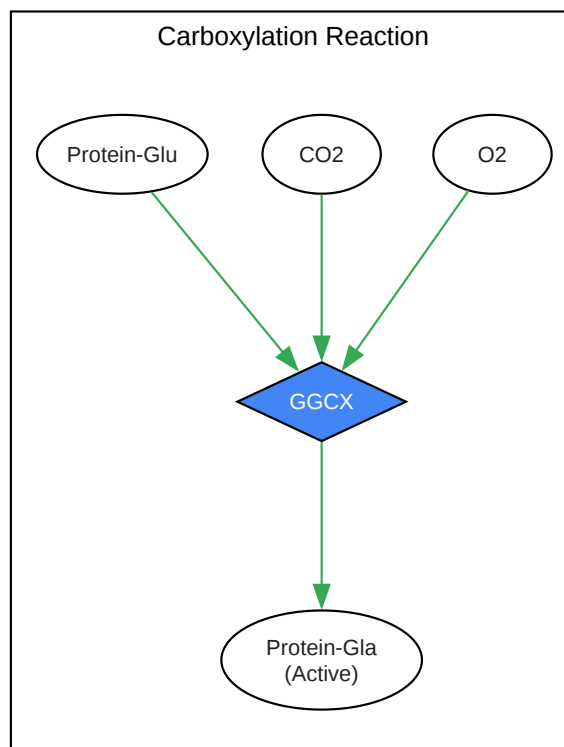 Carboxylation Reaction
Protein-Glu
CO2
O2
GGCX
Protein-Gla
(Active)